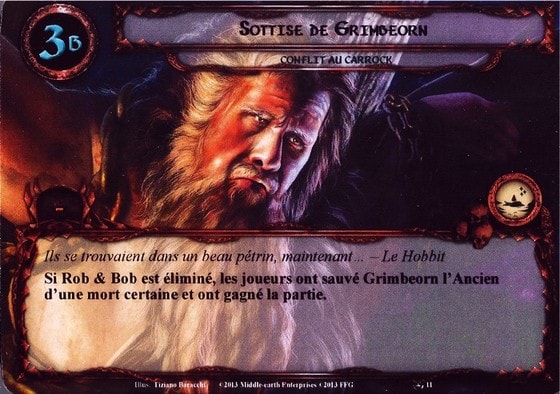 3B
Sottise de Grimbeorn
CONFLIT AU CARROCK
Ils se trouvaient dans un beau pétrin, maintenant... – Le Hobbit
Si Rob & Bob est éliminé, les joueurs ont sauvé Grimbeorn l'Ancien
d'une mort certaine et ont gagné la partie.
Illus. Tiziano Baracchi ©2013 Middle-earth Enterprises ©2013 FFG 11